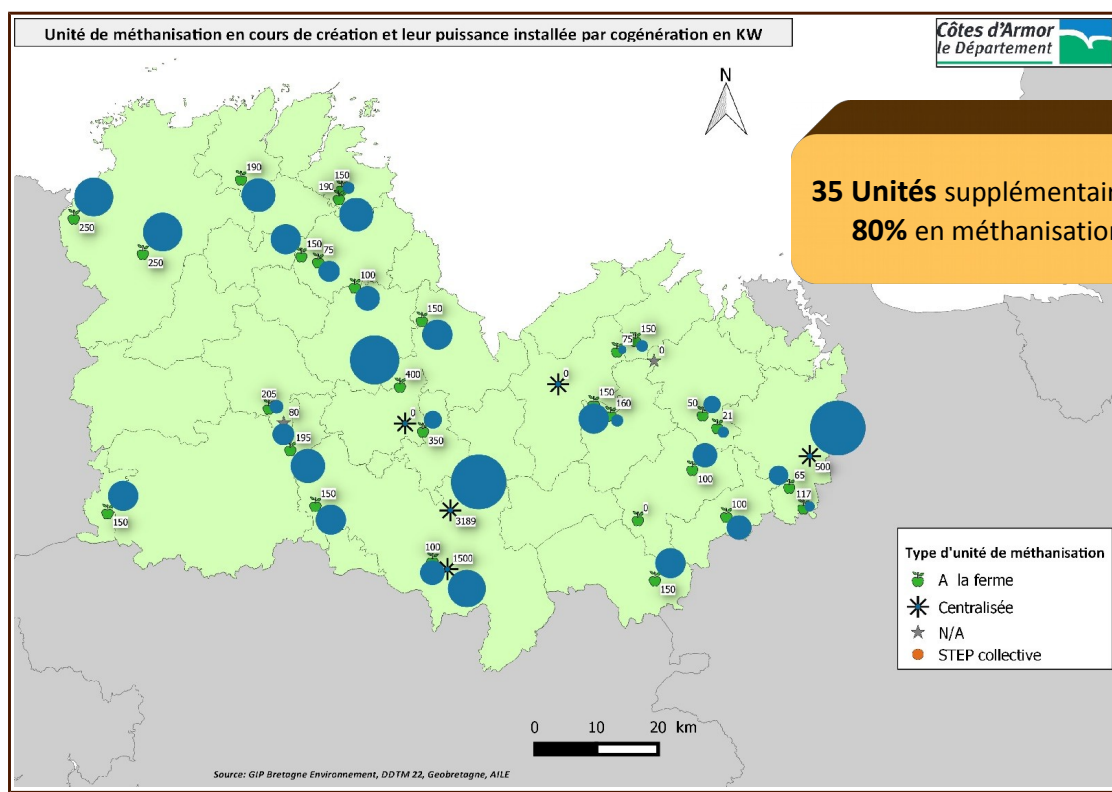 Unité de méthanisation en cours de création et leur puissance installée par cogénération en KW
Côtes d'Armor
le Département
N
35 Unités supplémentair
80% en méthanisation
190
150
190
250
250
150
75
100
150
400
205
80
195
0
350
150
150
3189
100
1500
0
75
150
0
150
160
50
21
100
500
65
117
100
0
150
Type d'unité de méthanisation
A la ferme
Centralisée
N/A
STEP collective
0 10 20 km
Source: GIP Bretagne Environnement, DDTM 22, Geobretagne, AILE